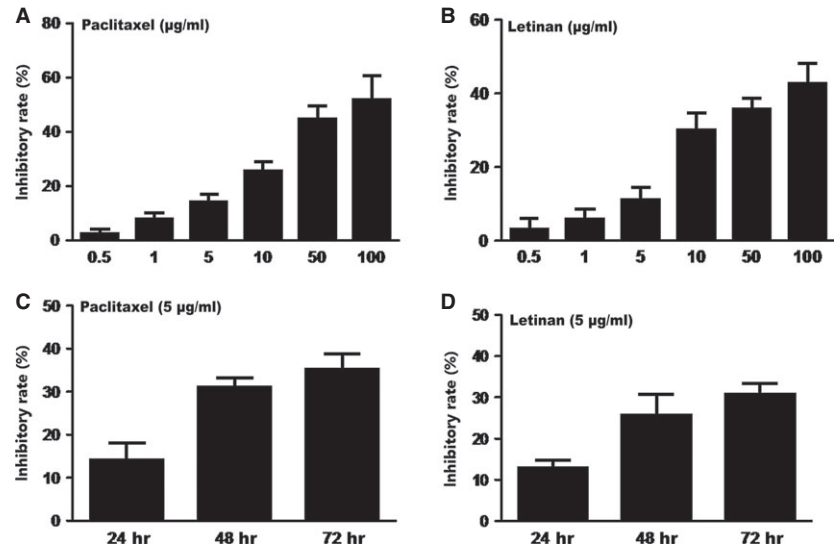 A
Paclitaxel (µg/ml)
Inhibitory rate (%)
80
60
40
20
0
0.5 1 5 10 50 100
B
Letinan (µg/ml)
Inhibitory rate (%)
60
40
20
0
0.5 1 5 10 50 100
C
Paclitaxel (5 µg/ml)
Inhibitory rate (%)
50
40
30
20
10
0
24 hr 48 hr 72 hr
D
Letinan (5 µg/ml)
Inhibitory rate (%)
50
40
30
20
10
0
24 hr 48 hr 72 hr